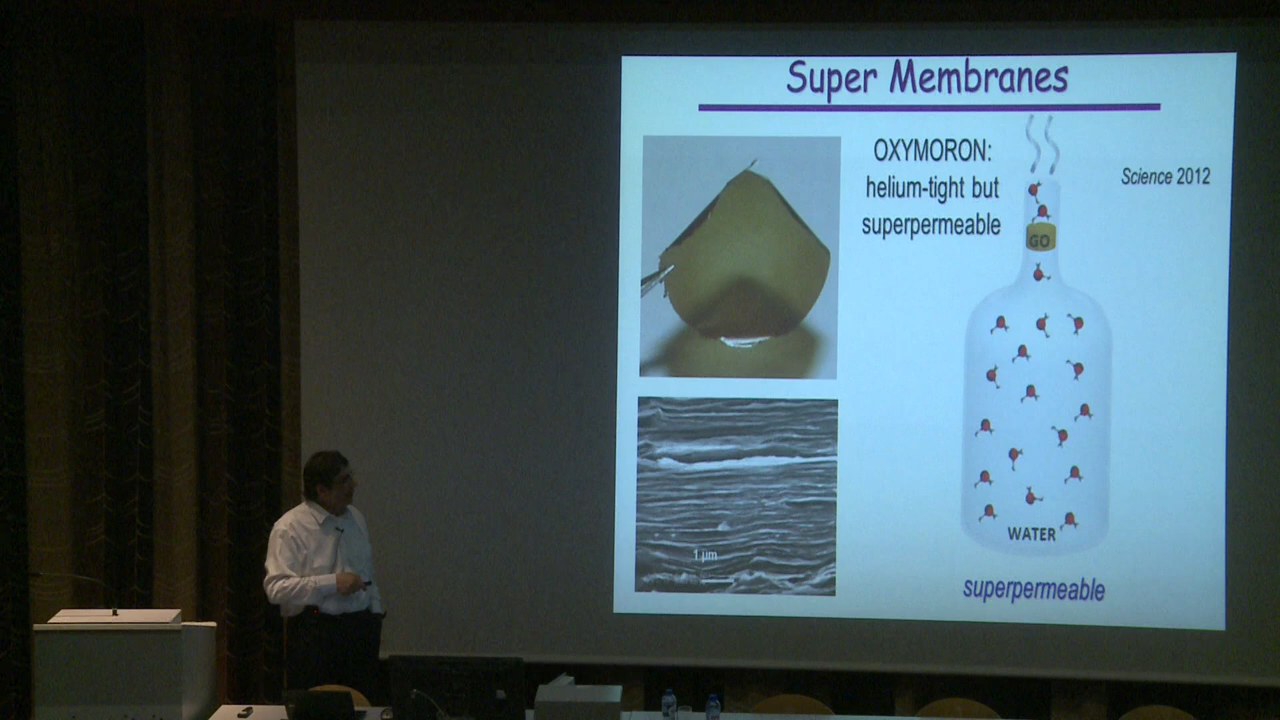 Super Membranes
OXYMORON:
helium-tight but
superpermeable
Science 2012
GO
1 µm
WATER
superpermeable